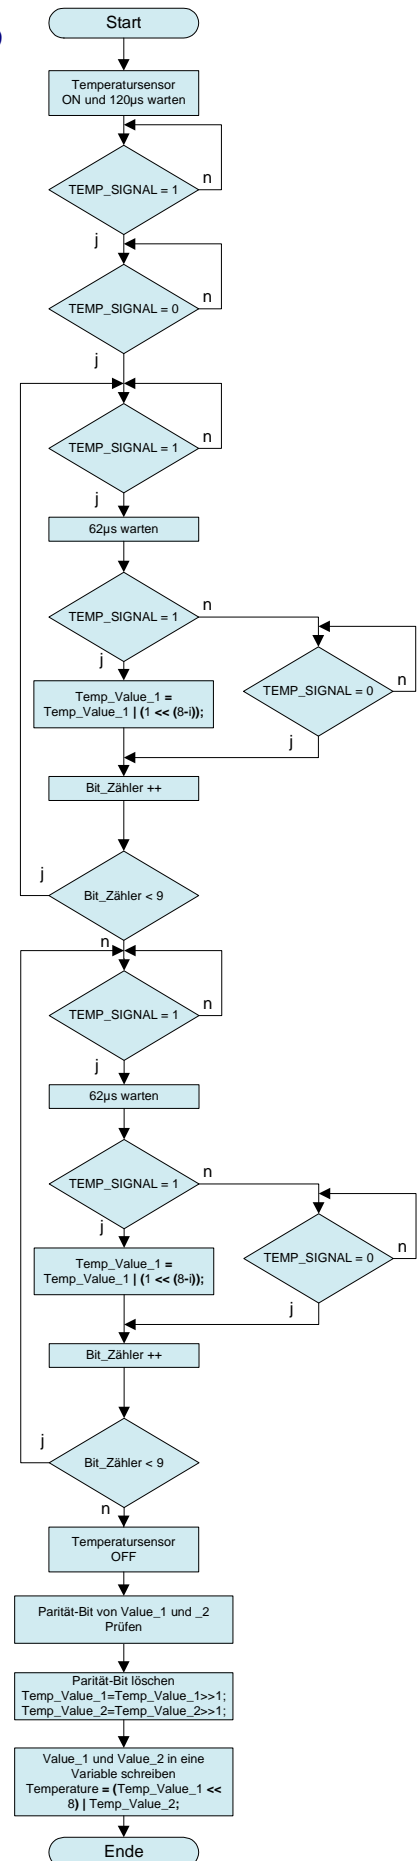 )
Start
Temperatursensor
ON und 120µs warten
TEMP_SIGNAL = 1
n
j
TEMP_SIGNAL = 0
n
j
TEMP_SIGNAL = 1
n
j
62µs warten
TEMP_SIGNAL = 1
n
j
TEMP_SIGNAL = 0
n
j
Temp_Value_1 =
Temp_Value_1 | (1 << (8-i));
Bit_Zähler ++
j
Bit_Zähler < 9
n
TEMP_SIGNAL = 1
n
j
62µs warten
TEMP_SIGNAL = 1
n
j
TEMP_SIGNAL = 0
n
j
Temp_Value_1 =
Temp_Value_1 | (1 << (8-i));
Bit_Zähler ++
j
Bit_Zähler < 9
n
Temperatursensor
OFF
Parität-Bit von Value_1 und _2
Prüfen
Parität-Bit löschen
Temp_Value_1=Temp_Value_1>>1;
Temp_Value_2=Temp_Value_2>>1;
Value_1 und Value_2 in eine
Variable schreiben
Temperature = (Temp_Value_1 <<
8) | Temp_Value_2;
Ende